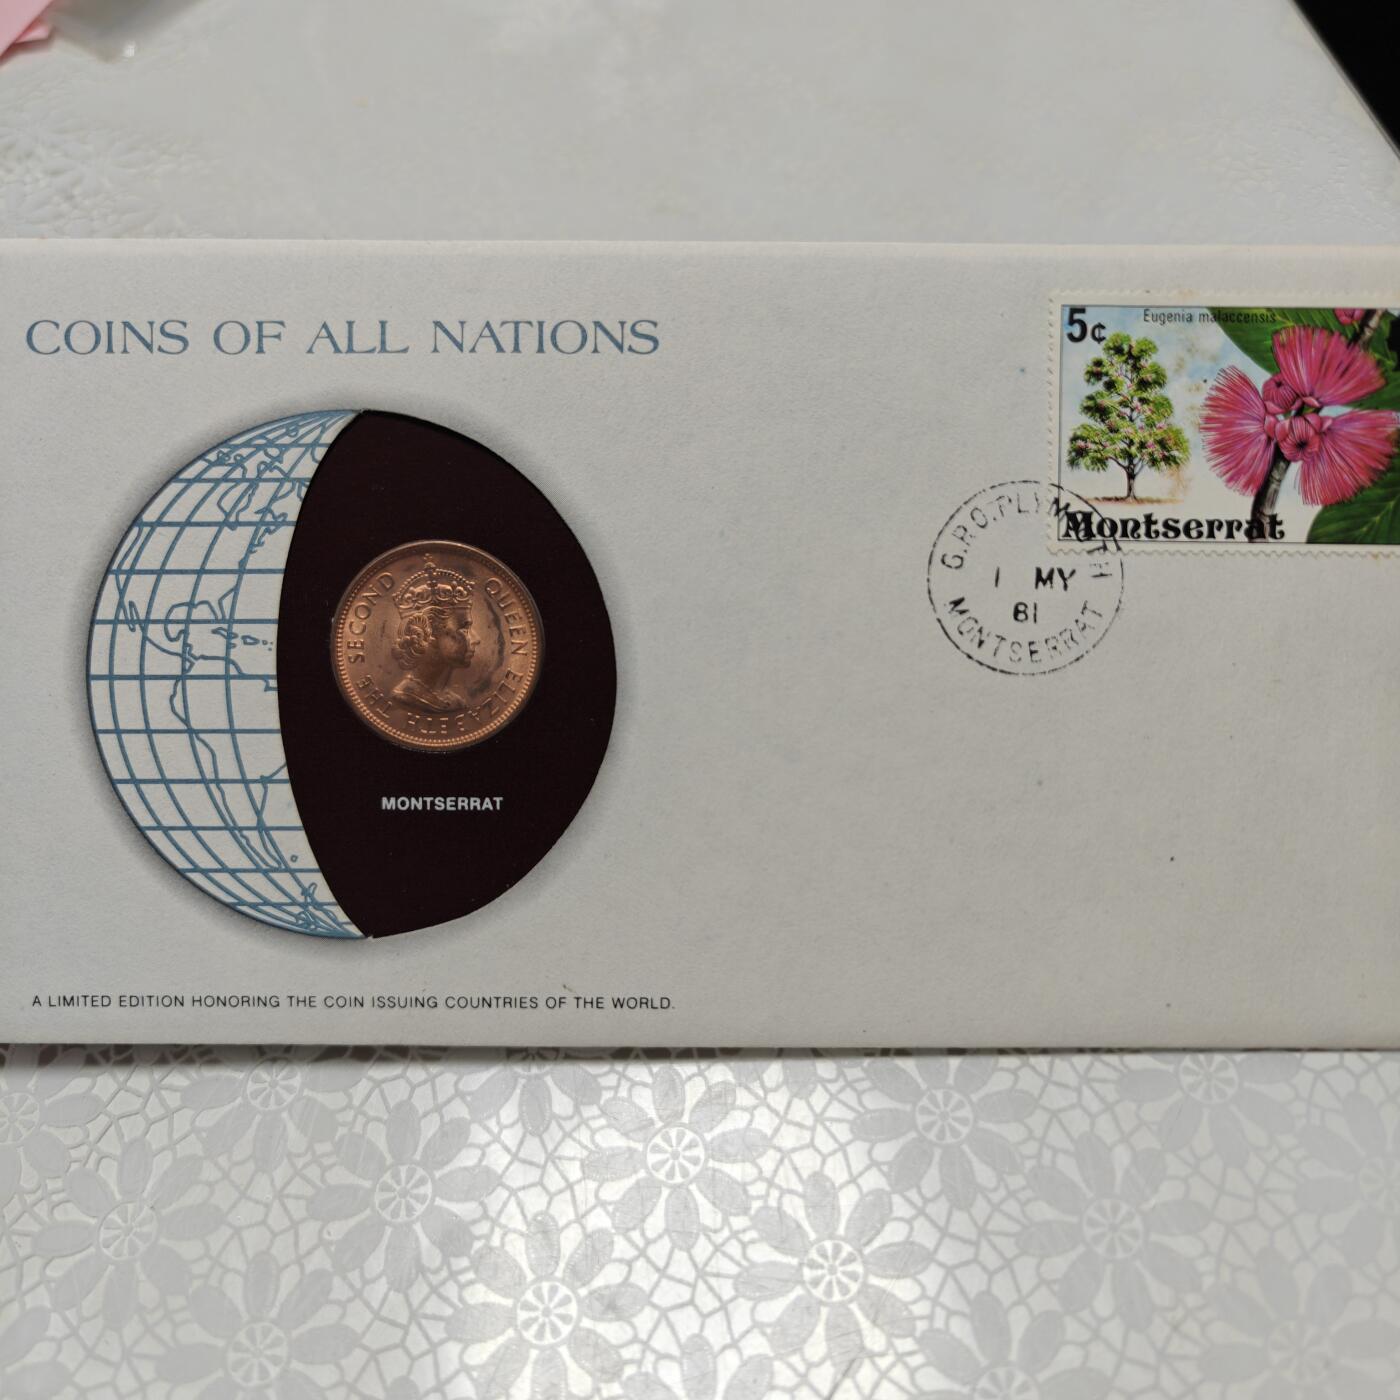 COINS OF ALL NATIONS
5c
Eugenia malaccensis
Montserrat
G.P.O. PLYMOUTH
1 MY
81
MONTSERRAT
QUEEN ELIZABETH THE SECOND
MONTSERRAT
A LIMITED EDITION HONORING THE COIN ISSUING COUNTRIES OF THE WORLD.